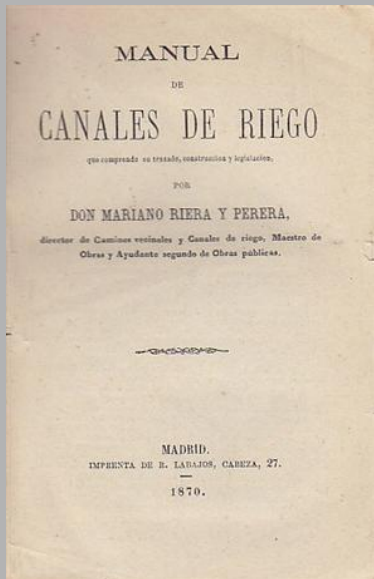 MANUAL
DE
CANALES DE RIEGO
que comprende su trazado, construccion y legislacion,
POR
DON MARIANO RIERA Y PERERA,
director de Caminos vecinales y Canales de riego, Maestro de
Obras y Ayudante segundo de Obras públicas.
MADRID.
IMPRENTA DE R. LABAJOS, CABEZA, 27.
1870.